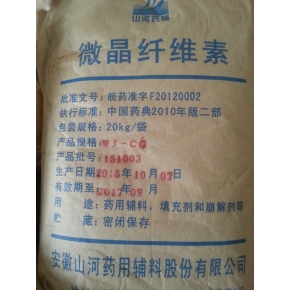 山河药辅
微晶纤维素
批准文号：皖药准字F20120002
执行标准：中国药典2010年版二部
包装规格：20kg/袋
产品规格：WJ-CG
产品批号：151003
生产日期2015年10月07日
有效期至2017年09月
用　　途：药用辅料，填充剂和崩解剂等
贮　　藏：密闭保存
安徽山河药用辅料股份有限公司